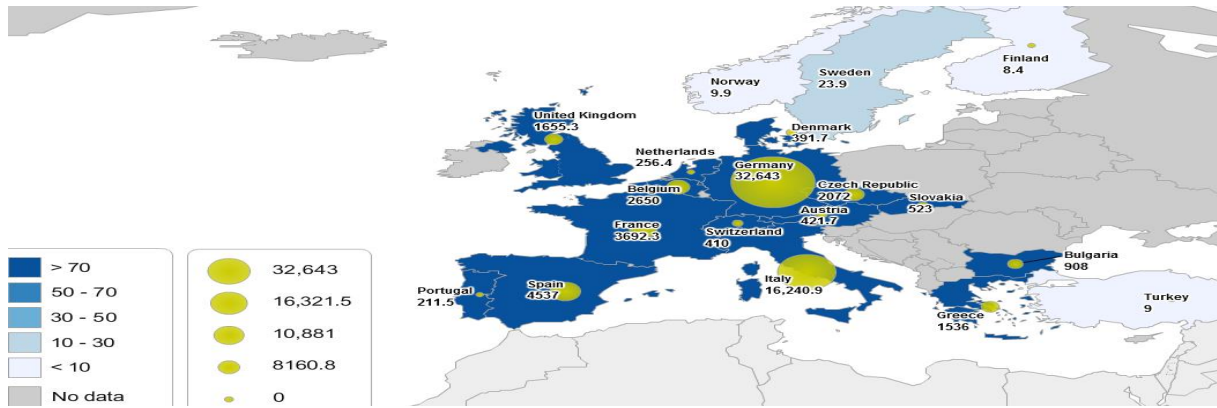 Finland
8.4
Norway
9.9
Sweden
23.9
United Kingdom
1655.3
Denmark
391.7
Netherlands
256.4
Germany
32,643
Belgium
2650
Czech Republic
2072
Slovakia
523
Austria
421.7
France
3692.3
Switzerland
410
Bulgaria
908
Italy
16,240.9
Spain
4537
Portugal
211.5
Greece
1536
Turkey
9
> 70
50 - 70
30 - 50
10 - 30
< 10
No data
32,643
16,321.5
10,881
8160.8
0